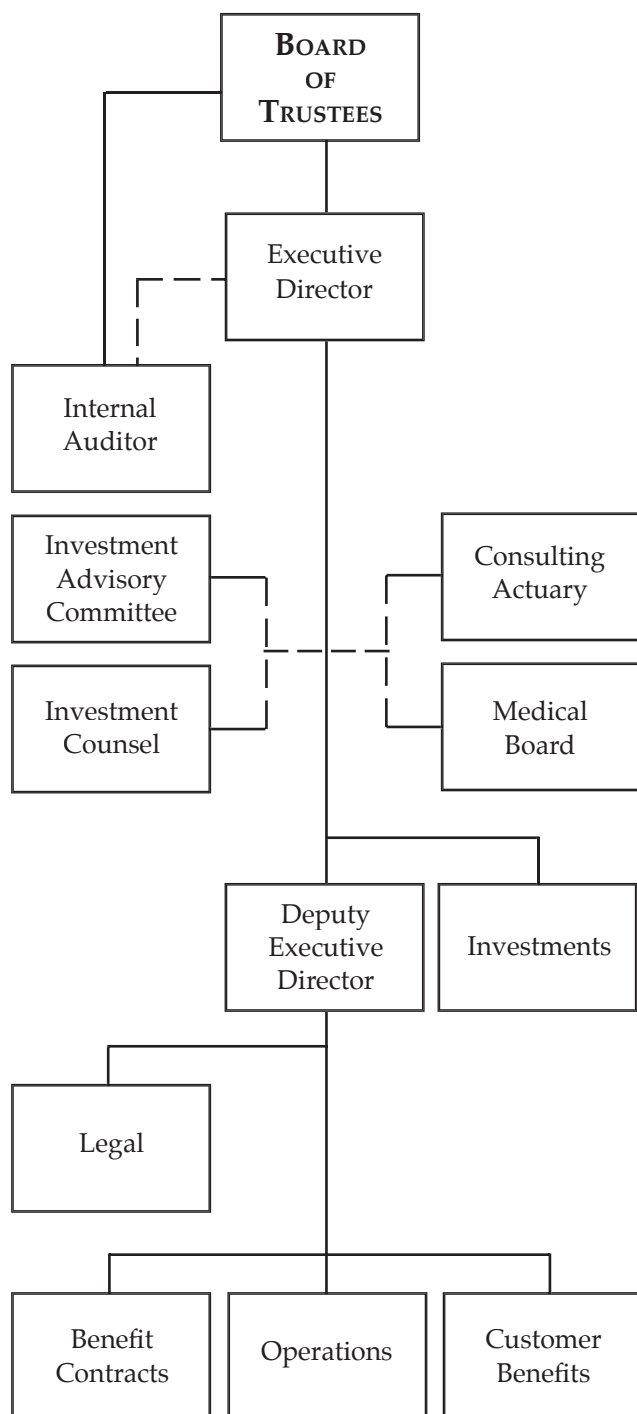 BOARD
OF
TRUSTEES
Executive
Director
Internal
Auditor
Investment
Advisory
Committee
Consulting
Actuary
Investment
Counsel
Medical
Board
Deputy
Executive
Director
Investments
Legal
Benefit
Contracts
Operations
Customer
Benefits